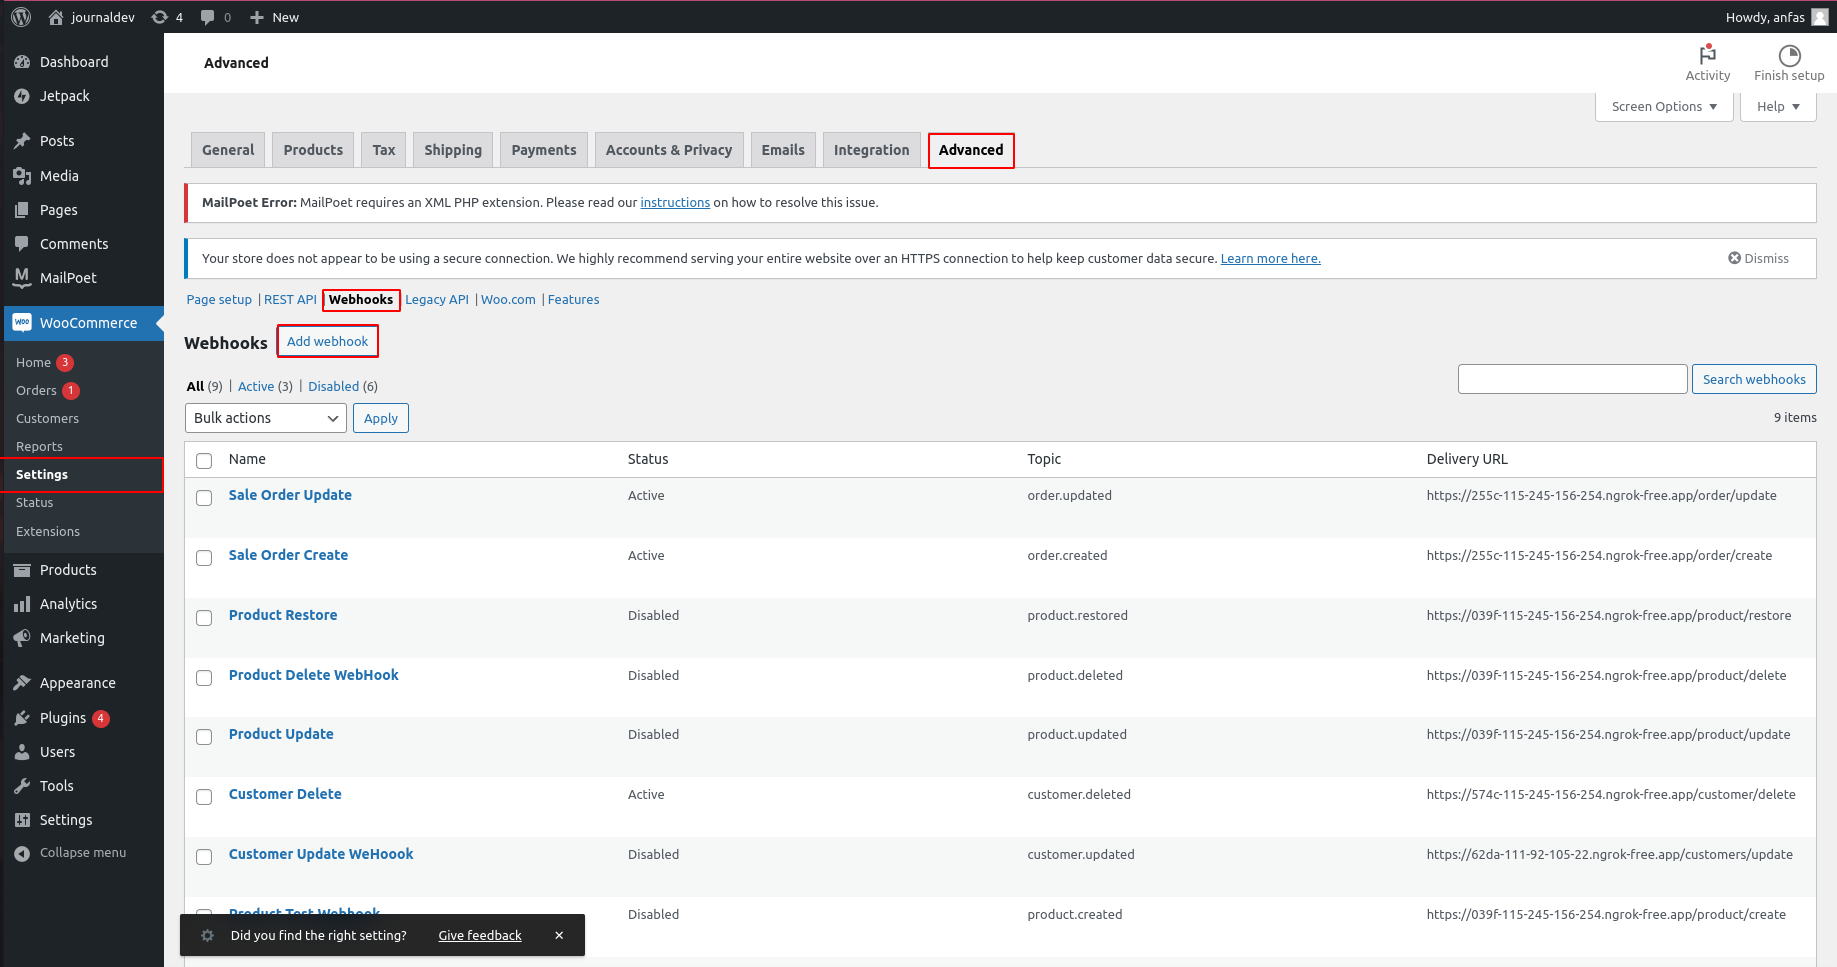 journaldev 4 0 New Howdy, anfas
Dashboard
Jetpack
Posts
Media
Pages
Comments
MailPoet
WooCommerce
Home 3
Orders 1
Customers
Reports
Settings
Status
Extensions
Products
Analytics
Marketing
Appearance
Plugins 4
Users
Tools
Settings
Collapse menu
Advanced
Activity Finish setup
Screen Options Help
General Products Tax Shipping Payments Accounts & Privacy Emails Integration Advanced
MailPoet Error: MailPoet requires an XML PHP extension. Please read our instructions on how to resolve this issue.
Your store does not appear to be using a secure connection. We highly recommend serving your entire website over an HTTPS connection to help keep customer data secure. Learn more here. Dismiss
Page setup | REST API | Webhooks Legacy API | Woo.com | Features
Webhooks Add webhook
All (9) | Active (3) | Disabled (6)
Search webhooks
Bulk actions Apply 9 items
Name Status Topic Delivery URL
Sale Order Update Active order.updated https://255c-115-245-156-254.ngrok-free.app/order/update
Sale Order Create Active order.created https://255c-115-245-156-254.ngrok-free.app/order/create
Product Restore Disabled product.restored https://039f-115-245-156-254.ngrok-free.app/product/restore
Product Delete WebHook Disabled product.deleted https://039f-115-245-156-254.ngrok-free.app/product/delete
Product Update Disabled product.updated https://039f-115-245-156-254.ngrok-free.app/product/update
Customer Delete Active customer.deleted https://574c-115-245-156-254.ngrok-free.app/customer/delete
Customer Update WeHoook Disabled customer.updated https://62da-111-92-105-22.ngrok-free.app/customers/update
Product Test Webhook Disabled product.created https://039f-115-245-156-254.ngrok-free.app/product/create
Did you find the right setting? Give feedback ×